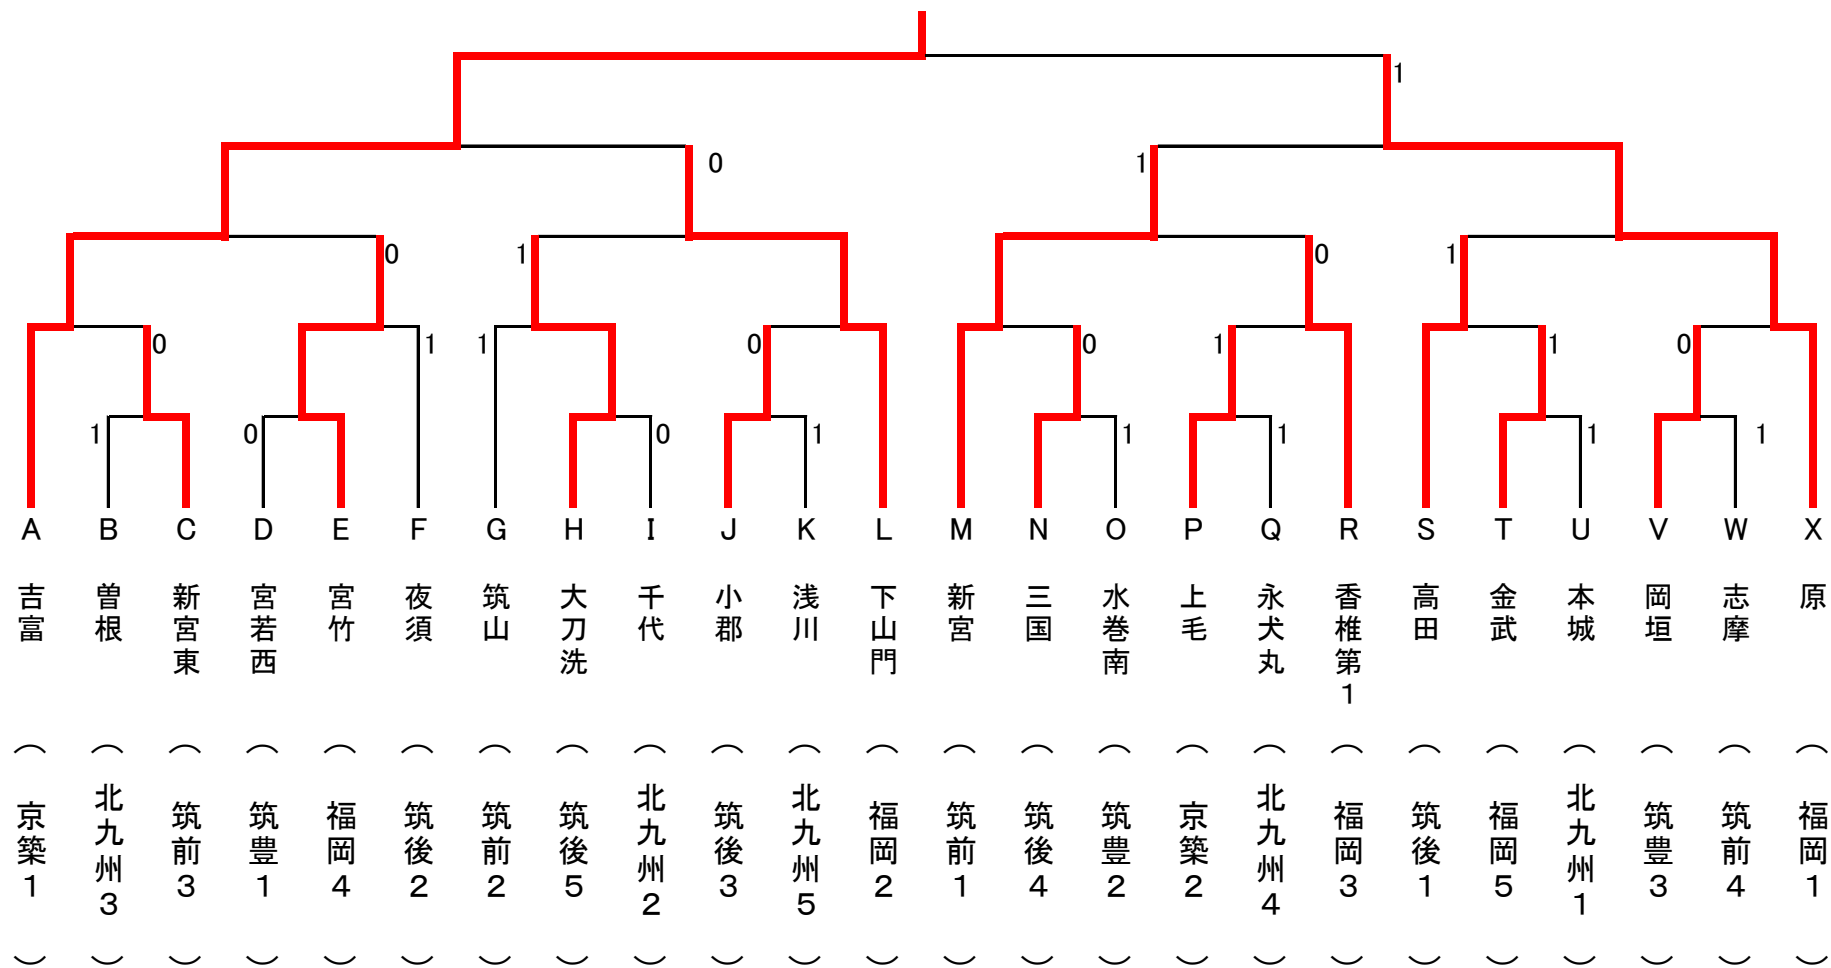 1
0
1
0
1
1
0
1
0
1
1
0
0
1
0
1
0
1
0
1
0
1
1
1
1
1
1
A B C D E F G H I J K L M N O P Q R S T U V W X
吉富
曽根
新宮東
宮若西
宮竹
夜須
筑山
大刀洗
千代
小郡
浅川
下山門
新宮
三国
水巻南
上毛
永犬丸
香椎第1
高田
金武
本城
岡垣
志摩
原
（京築1）
（北九州3）
（筑前3）
（筑豊1）
（福岡4）
（筑後2）
（筑前2）
（筑後5）
（北九州2）
（筑後3）
（北九州5）
（福岡2）
（筑前1）
（筑後4）
（筑豊2）
（京築2）
（北九州4）
（福岡3）
（筑後1）
（福岡5）
（北九州1）
（筑豊3）
（筑前4）
（福岡1）